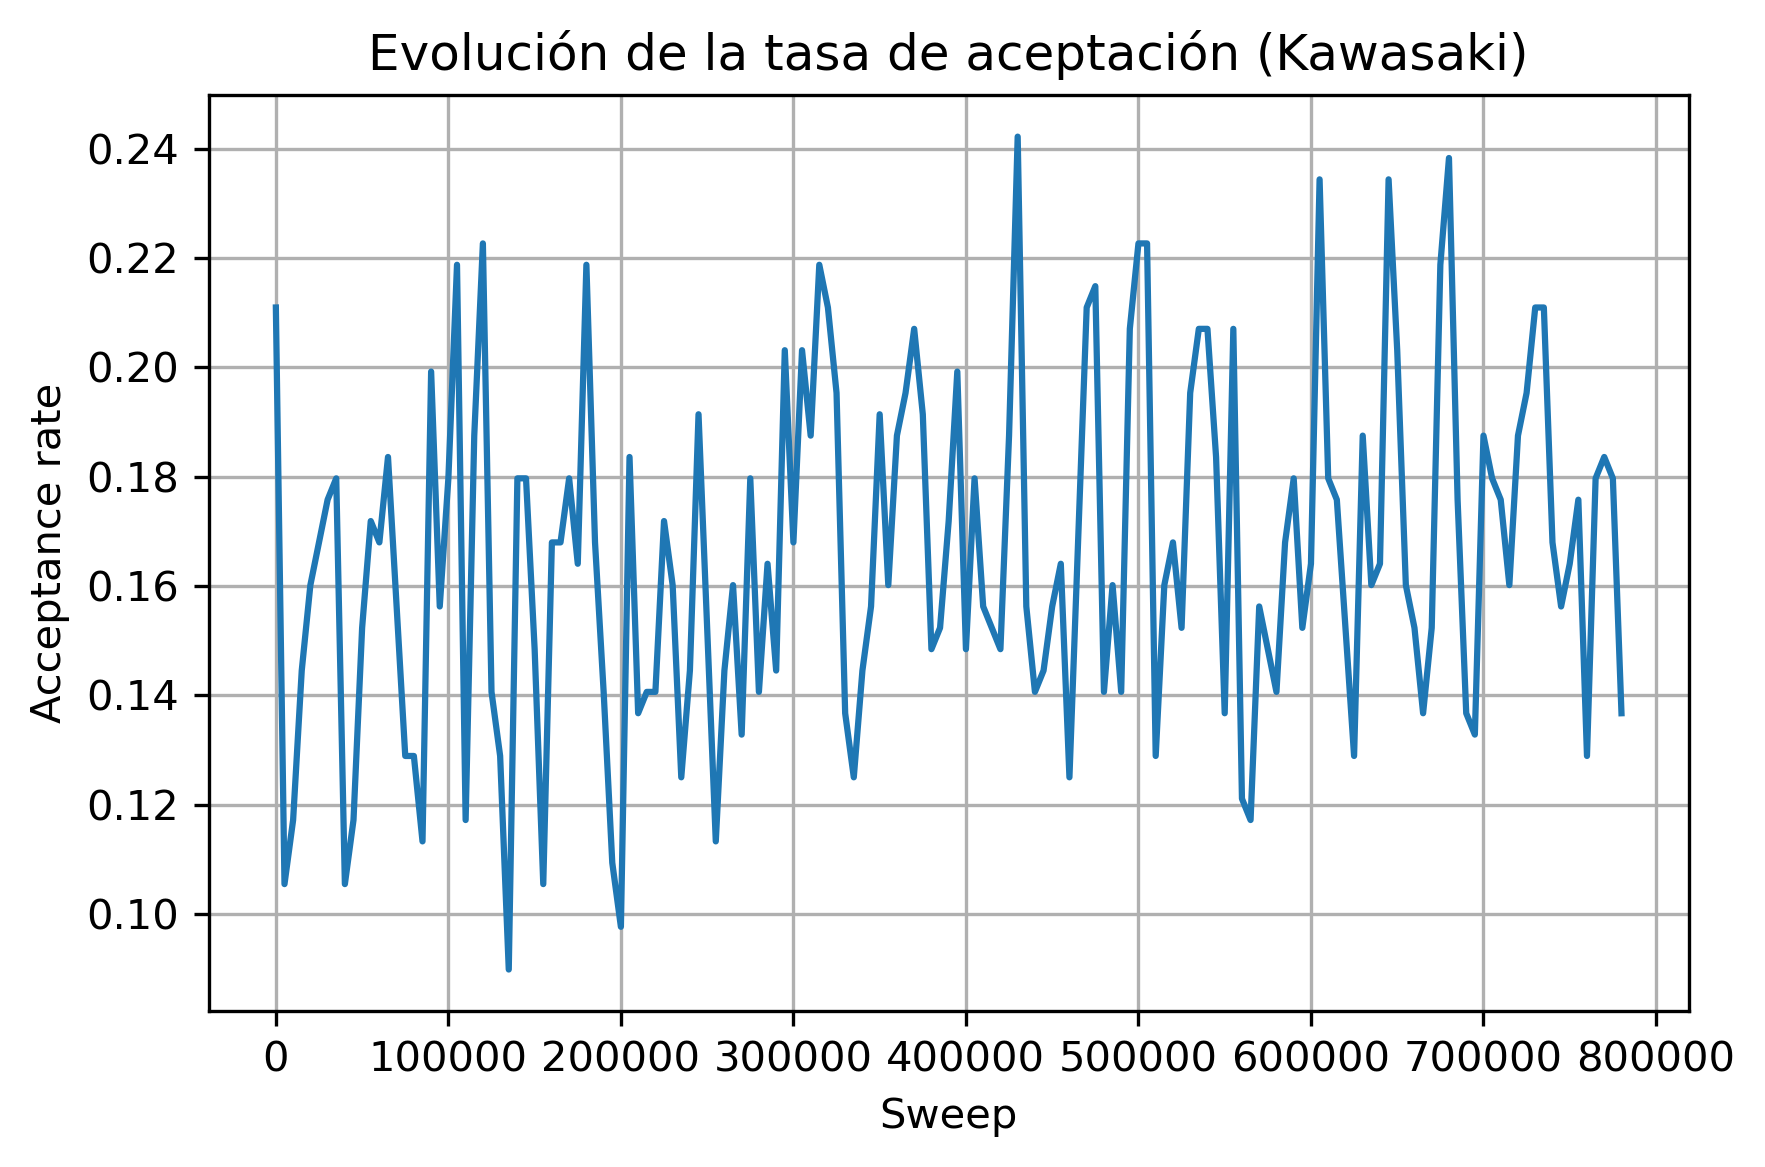 Evolución de la tasa de aceptación (Kawasaki)
0.24
0.22
0.20
0.18
0.16
0.14
0.12
0.10
Acceptance rate
0 100000 200000 300000 400000 500000 600000 700000 800000
Sweep